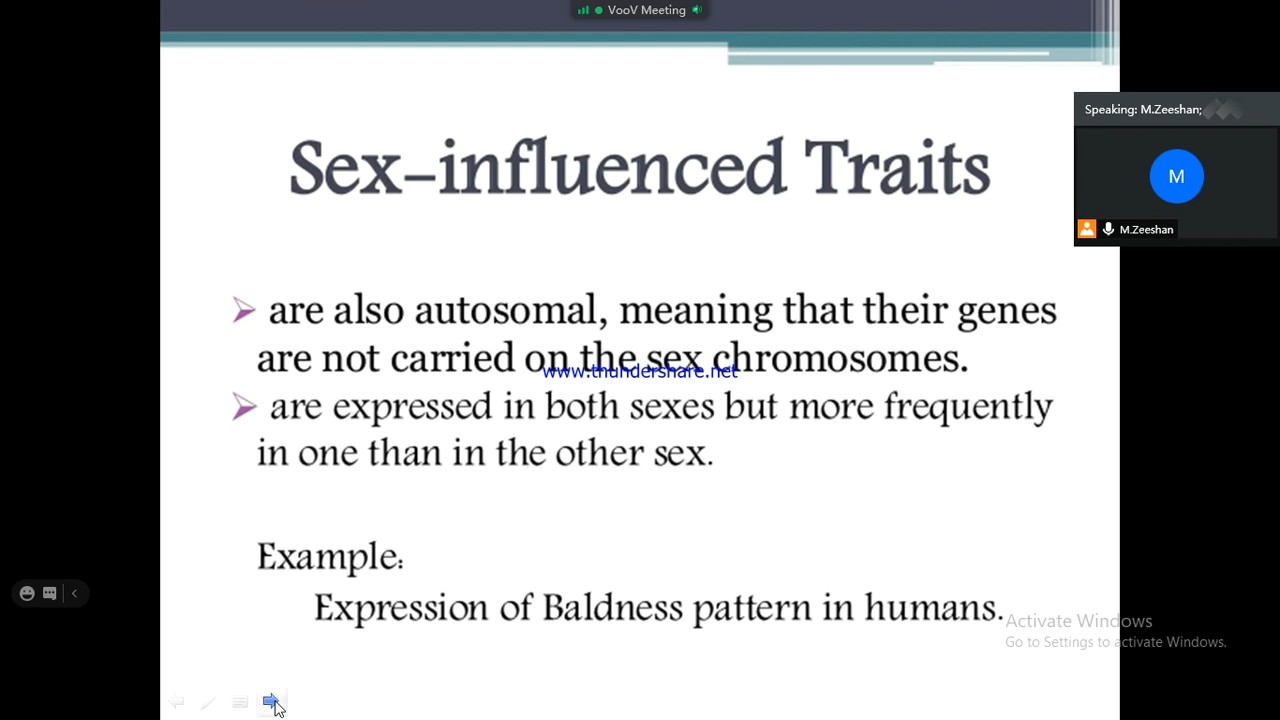 VooV Meeting
Speaking: M.Zeeshan;
M
M.Zeeshan
Sex-influenced Traits
are also autosomal, meaning that their genes
are not carried on the sex chromosomes.
www.thundershare.net
are expressed in both sexes but more frequently
in one than in the other sex.
Example:
Expression of Baldness pattern in humans.
Activate Windows
Go to Settings to activate Windows.